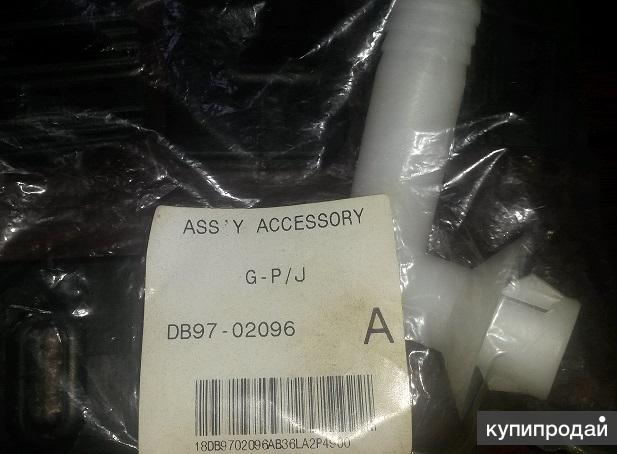 ASS'Y ACCESSORY
G-P/J
DB97-02096 A
18DB9702096AB36LA2P4900
купипродай